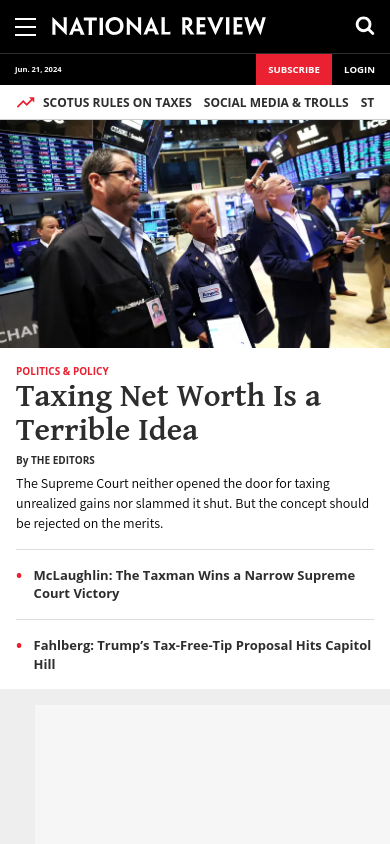 NATIONAL REVIEW
Jun. 21, 2024
SUBSCRIBE
LOGIN
SCOTUS RULES ON TAXES SOCIAL MEDIA & TROLLS ST
POLITICS & POLICY
Taxing Net Worth Is a
Terrible Idea
By THE EDITORS
The Supreme Court neither opened the door for taxing
unrealized gains nor slammed it shut. But the concept should
be rejected on the merits.
McLaughlin: The Taxman Wins a Narrow Supreme
Court Victory
Fahlberg: Trump’s Tax-Free-Tip Proposal Hits Capitol
Hill